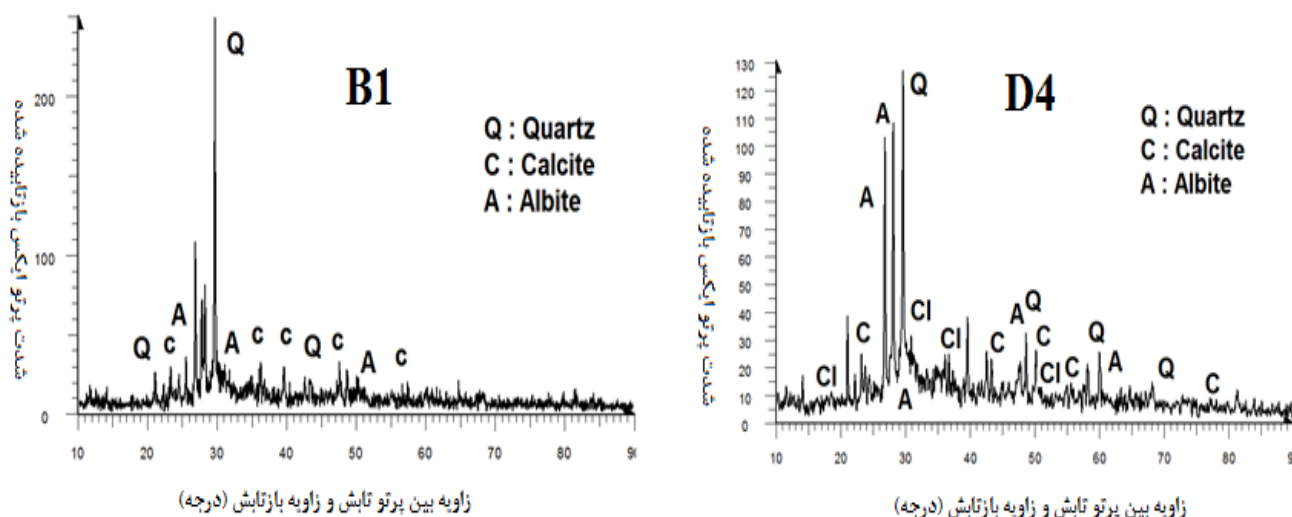 B1
Q
Q : Quartz
C : Calcite
A : Albite
200
100
0
Q
c
A
A
c
c
Q
c
A
c
10 20 30 40 50 60 70 80 90
شدت پرتو ایکس بازتابیده شده
زاویه بین پرتو تابش و زاویه بازتابش (درجه)
D4
Q : Quartz
C : Calcite
A : Albite
130
120
110
100
90
80
70
60
50
40
30
20
10
0
Cl
C
A
A
Q
A
Cl
Cl
C
A
Q
C
Cl
C
Q
A
Q
C
10 20 30 40 50 60 70 80 90
شدت پرتو ایکس بازتابیده شده
زاویه بین پرتو تابش و زاویه بازتابش (درجه)